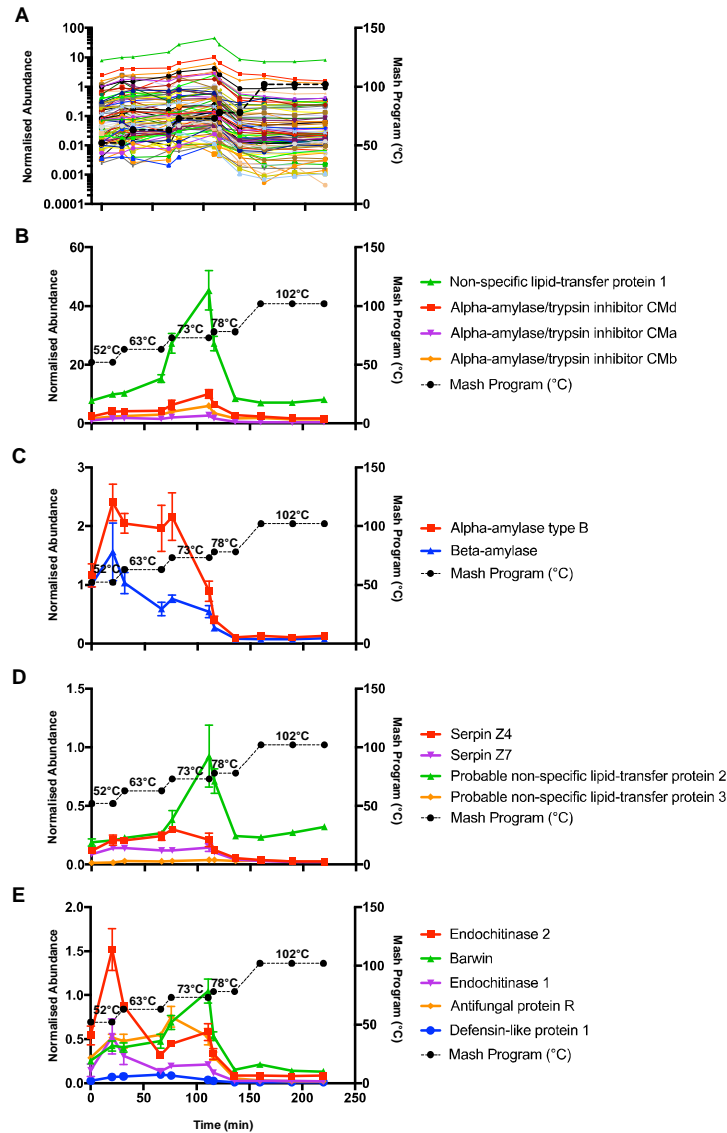 A
100
10
1
0.1
0.01
0.001
0.0001
Normalised Abundance
150
100
50
0
Mash Program (°C)
B
60
40
20
0
Normalised Abundance
52°C
63°C
73°C
78°C
102°C
150
100
50
0
Mash Program (°C)
Non-specific lipid-transfer protein 1
Alpha-amylase/trypsin inhibitor CMd
Alpha-amylase/trypsin inhibitor CMa
Alpha-amylase/trypsin inhibitor CMb
Mash Program (°C)
C
3
2
1
0
Normalised Abundance
52°C
63°C
73°C
78°C
102°C
150
100
50
0
Mash Program (°C)
Alpha-amylase type B
Beta-amylase
Mash Program (°C)
D
1.5
1.0
0.5
0.0
Normalised Abundance
52°C
63°C
73°C
78°C
102°C
150
100
50
0
Mash Program (°C)
Serpin Z4
Serpin Z7
Probable non-specific lipid-transfer protein 2
Probable non-specific lipid-transfer protein 3
Mash Program (°C)
E
2.0
1.5
1.0
0.5
0.0
Normalised Abundance
52°C
63°C
73°C
78°C
102°C
150
100
50
0
Mash Program (°C)
Endochitinase 2
Barwin
Endochitinase 1
Antifungal protein R
Defensin-like protein 1
Mash Program (°C)
0
50
100
150
200
250
Time (min)